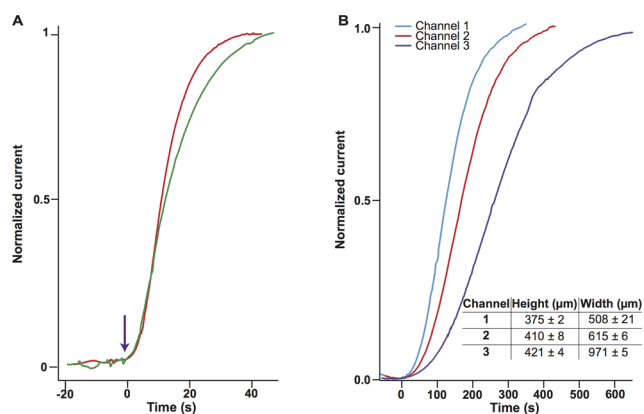 A
Normalized current
1
0.5
0
-20
0
20
40
Time (s)
B
Channel 1
Channel 2
Channel 3
Normalized current
1.0
0.5
0.0
0
100
200
300
400
500
600
Time (s)
Channel Height (µm) Width (µm)
1 375 ± 2 508 ± 21
2 410 ± 8 615 ± 6
3 421 ± 4 971 ± 5